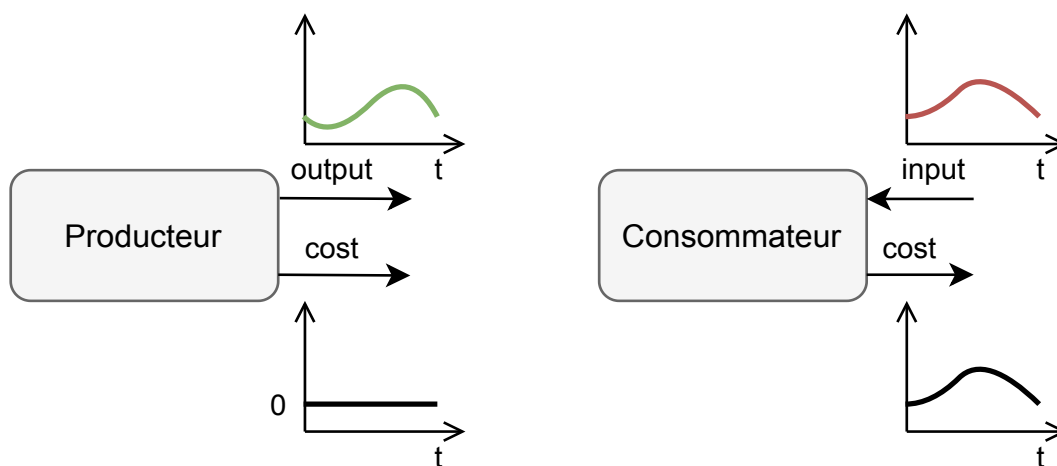 t
output
Producteur
cost
0
t
t
input
Consommateur
cost
t